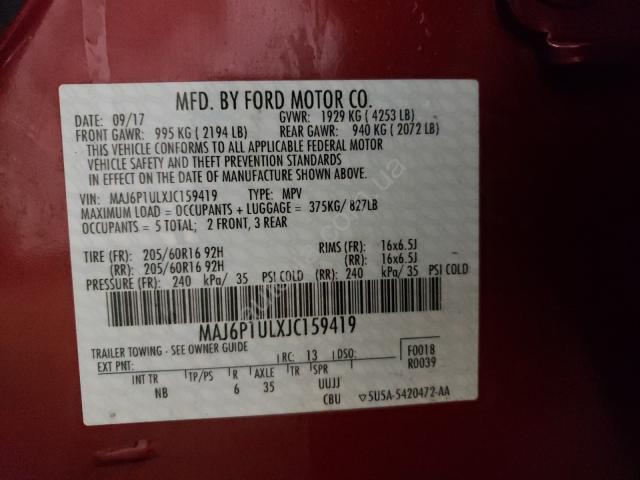 MFD. BY FORD MOTOR CO.
DATE: 09/17 GVWR: 1929 KG ( 4253 LB)
FRONT GAWR: 995 KG ( 2194 LB) REAR GAWR: 940 KG ( 2072 LB)
THIS VEHICLE CONFORMS TO ALL APPLICABLE FEDERAL MOTOR
VEHICLE SAFETY AND THEFT PREVENTION STANDARDS
IN EFFECT ON THE DATE OF MANUFACTURE SHOWN ABOVE.
VIN: MAJ6P1ULXJC159419 TYPE: MPV
MAXIMUM LOAD = OCCUPANTS + LUGGAGE = 375KG/ 827LB
OCCUPANTS = 5 TOTAL; 2 FRONT, 3 REAR
TIRE (FR): 205/60R16 92H RIMS (FR): 16x6.5J
(RR): 205/60R16 92H (RR): 16x6.5J
PRESSURE (FR): 240 kPa/ 35 PSI COLD (RR): 240 kPa/ 35 PSI COLD
MAJ6P1ULXJC159419
TRAILER TOWING - SEE OWNER GUIDE
EXT PNT: RC: 13 DSO: F0018
R0039
INT TR TP/PS R AXLE TR SPR
NB 6 35 UUJJ
CBU 5U5A-5420472-AA